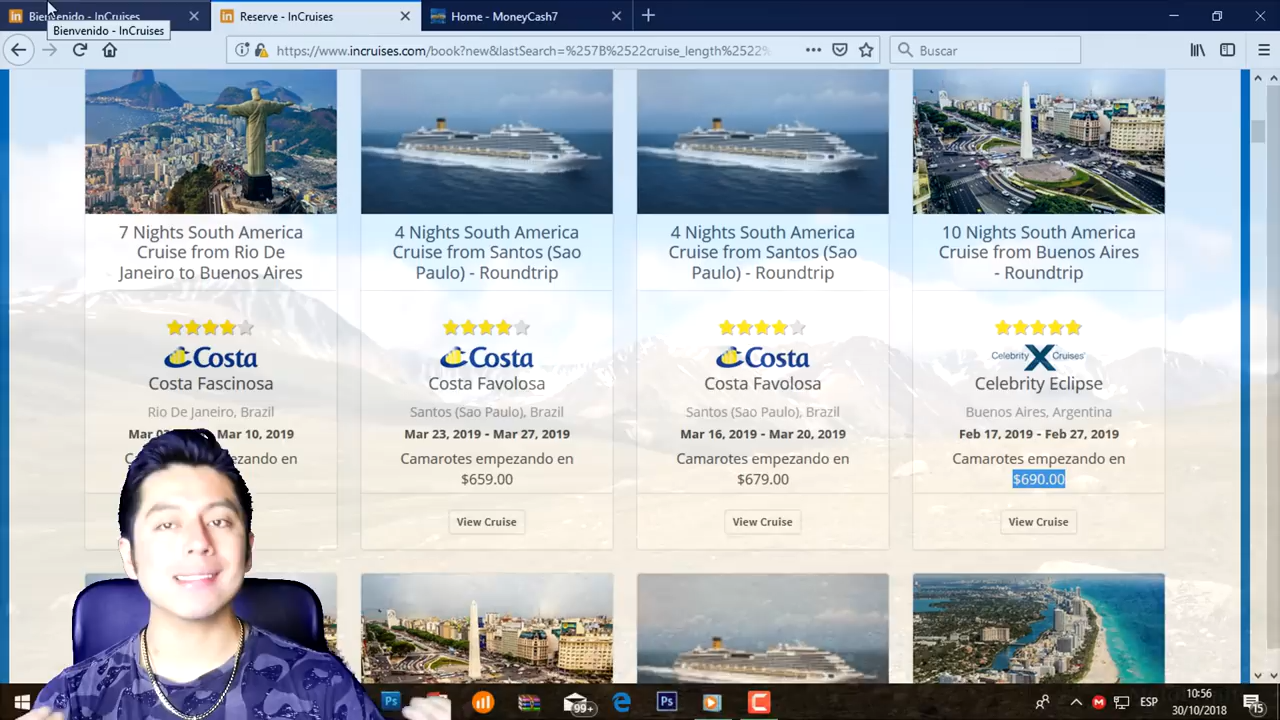 Bienvenido - InCruises
Reserve - InCruises
Home - MoneyCash7
Bienvenido - InCruises
https://www.incruises.com/book?new&lastSearch=%257B%2522cruise_length%2522%
Buscar
7 Nights South America
Cruise from Rio De
Janeiro to Buenos Aires
Costa
Costa Fascinosa
Rio De Janeiro, Brazil
Mar 10, 2019
4 Nights South America
Cruise from Santos (Sao
Paulo) - Roundtrip
Costa
Costa Favolosa
Santos (Sao Paulo), Brazil
Mar 23, 2019 - Mar 27, 2019
Camarotes empezando en
$659.00
View Cruise
4 Nights South America
Cruise from Santos (Sao
Paulo) - Roundtrip
Costa
Costa Favolosa
Santos (Sao Paulo), Brazil
Mar 16, 2019 - Mar 20, 2019
Camarotes empezando en
$679.00
View Cruise
10 Nights South America
Cruise from Buenos Aires
- Roundtrip
Celebrity X Cruises
Celebrity Eclipse
Buenos Aires, Argentina
Feb 17, 2019 - Feb 27, 2019
Camarotes empezando en
$690.00
View Cruise
Ps
99+
Ps
ESP
10:56
30/10/2018
15